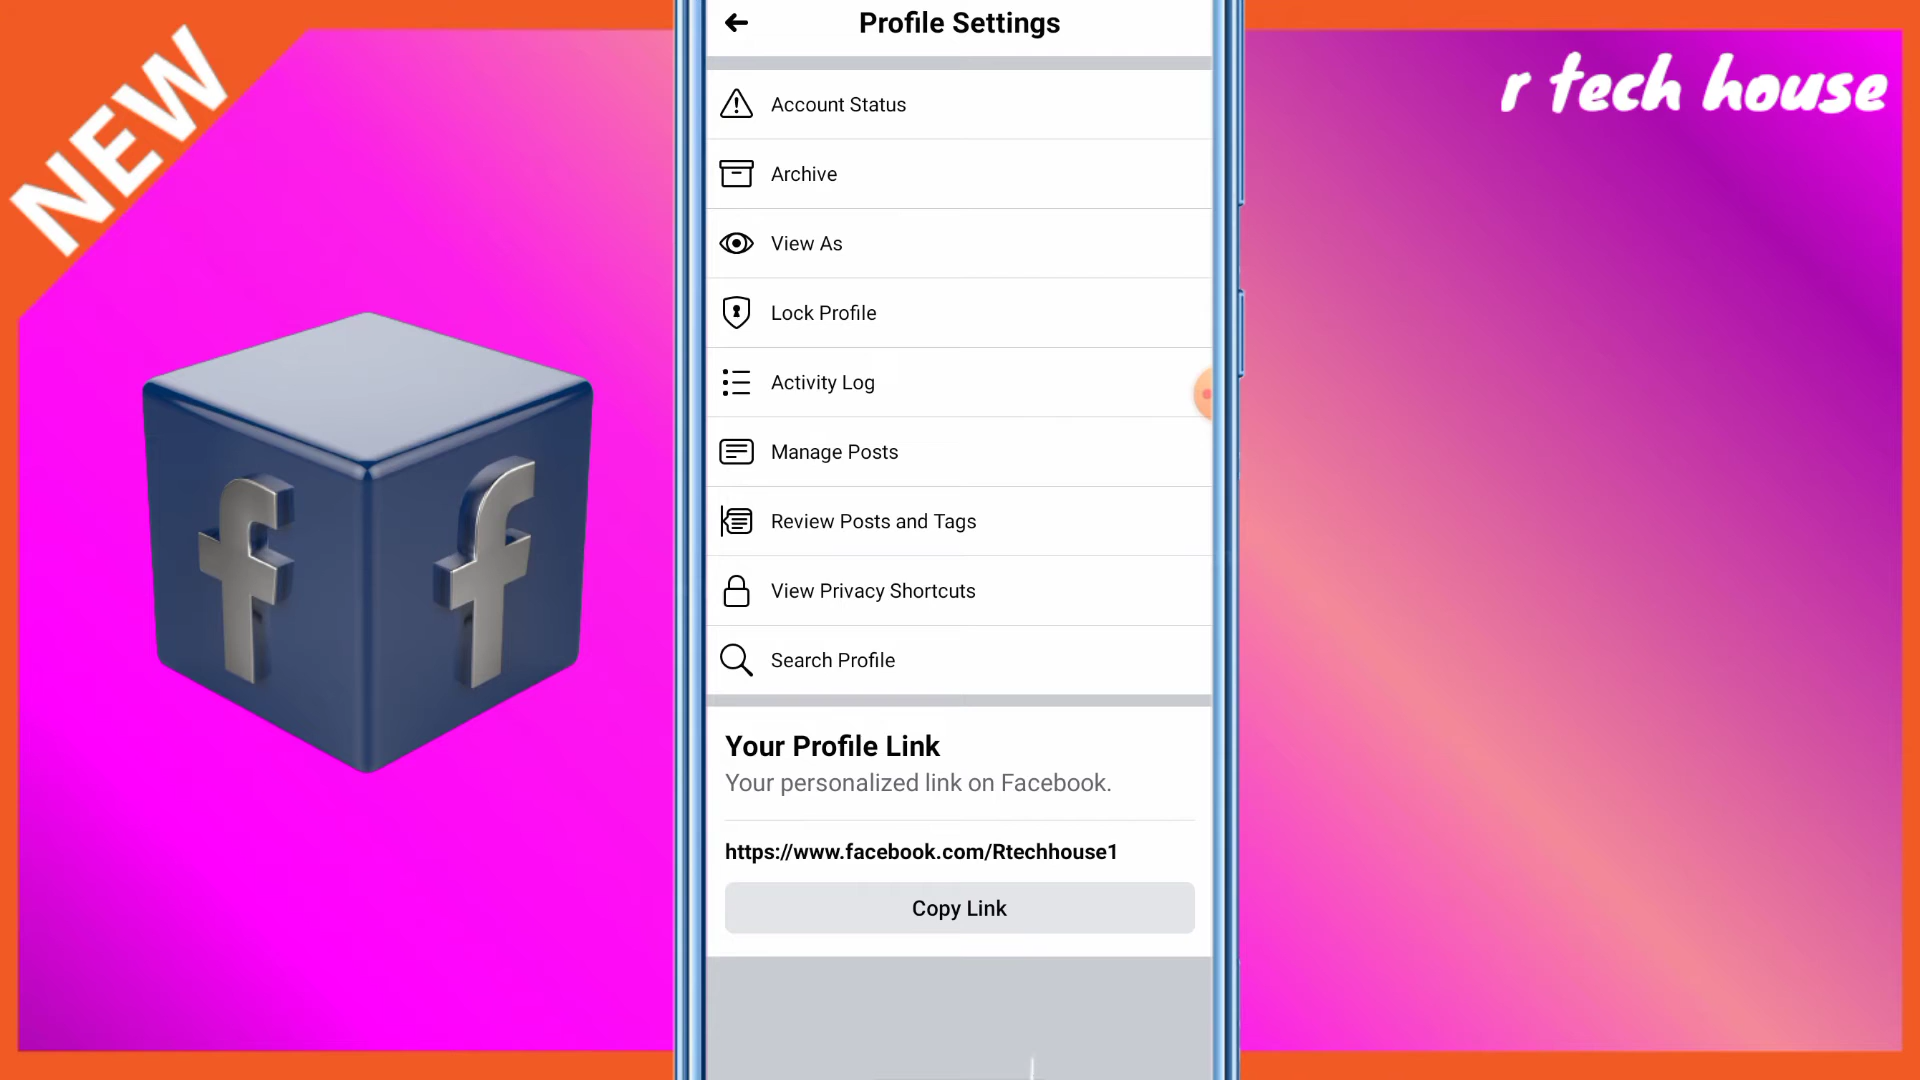 NEW
r tech house
Profile Settings
Account Status
Archive
View As
Lock Profile
Activity Log
Manage Posts
Review Posts and Tags
View Privacy Shortcuts
Search Profile
Your Profile Link
Your personalized link on Facebook.
https://www.facebook.com/Rtechhouse1
Copy Link
f f